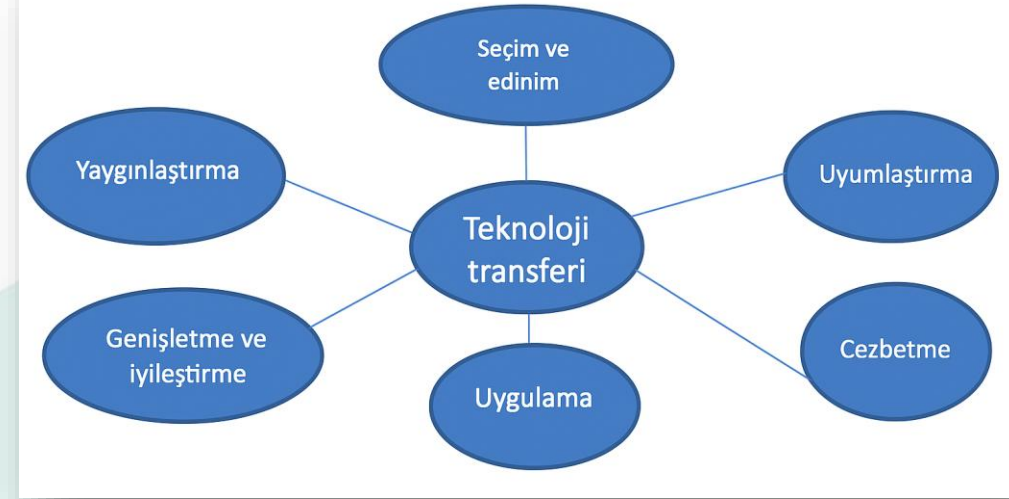 Seçim ve
edinim
Yaygınlaştırma
Uyumlaştırma
Teknoloji
transferi
Genişletme ve
iyileştirme
Cezbetme
Uygulama